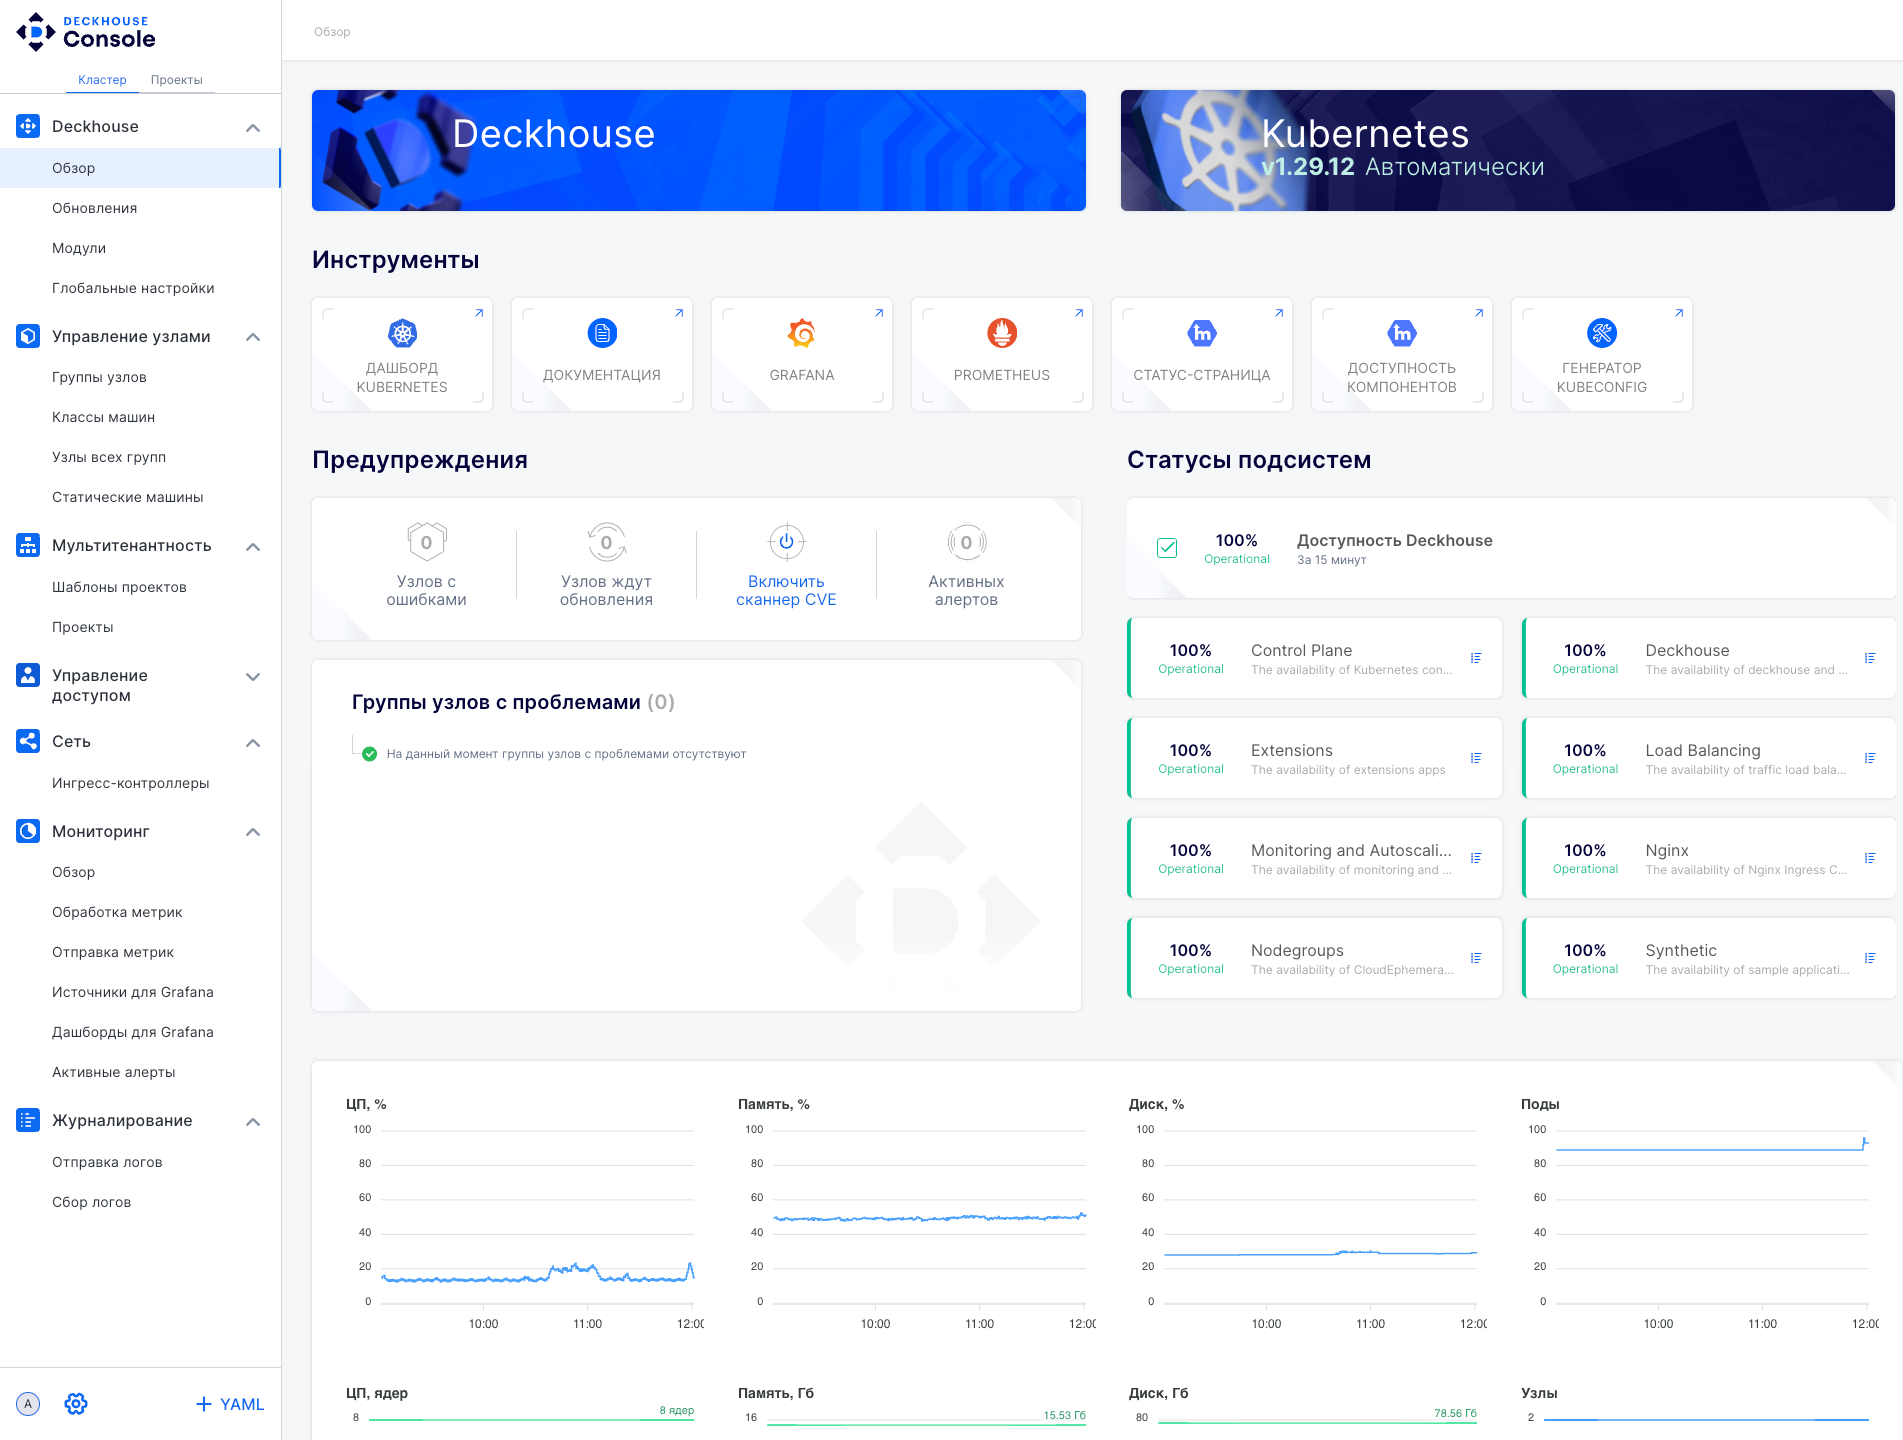 DECKHOUSE
Console
Кластер Проекты
Deckhouse
Обзор
Обновления
Модули
Глобальные настройки
Управление узлами
Группы узлов
Классы машин
Узлы всех групп
Статические машины
Мультитенантность
Шаблоны проектов
Проекты
Управление
доступом
Сеть
Ингресс-контроллеры
Мониторинг
Обзор
Обработка метрик
Отправка метрик
Источники для Grafana
Дашборды для Grafana
Активные алерты
Журналирование
Отправка логов
Сбор логов
A
+ YAML
Обзор
Deckhouse
Kubernetes
v1.29.12 Автоматически
Инструменты
ДАШБОРД
KUBERNETES
ДОКУМЕНТАЦИЯ
GRAFANA
PROMETHEUS
СТАТУС-СТРАНИЦА
ДОСТУПНОСТЬ
КОМПОНЕНТОВ
ГЕНЕРАТОР
KUBECONFIG
Предупреждения
0
Узлов с
ошибками
0
Узлов ждут
обновления
Включить
сканнер CVE
0
Активных
алертов
Группы узлов с проблемами (0)
На данный момент группы узлов с проблемами отсутствуют
Статусы подсистем
100%
Operational
Доступность Deckhouse
За 15 минут
100%
Operational
Control Plane
The availability of Kubernetes con...
100%
Operational
Deckhouse
The availability of deckhouse and ...
100%
Operational
Extensions
The availability of extensions apps
100%
Operational
Load Balancing
The availability of traffic load bala...
100%
Operational
Monitoring and Autoscali...
The availability of monitoring and ...
100%
Operational
Nginx
The availability of Nginx Ingress C...
100%
Operational
Nodegroups
The availability of CloudEphemera...
100%
Operational
Synthetic
The availability of sample applicati...
ЦП, %
100
80
60
40
20
0
10:00 11:00 12:00
Память, %
100
80
60
40
20
0
10:00 11:00 12:00
Диск, %
100
80
60
40
20
0
10:00 11:00 12:00
Поды
100
80
60
40
20
0
10:00 11:00 12:00
ЦП, ядер
8
8 ядер
Память, Гб
16
15.53 Гб
Диск, Гб
80
78.56 Гб
Узлы
2